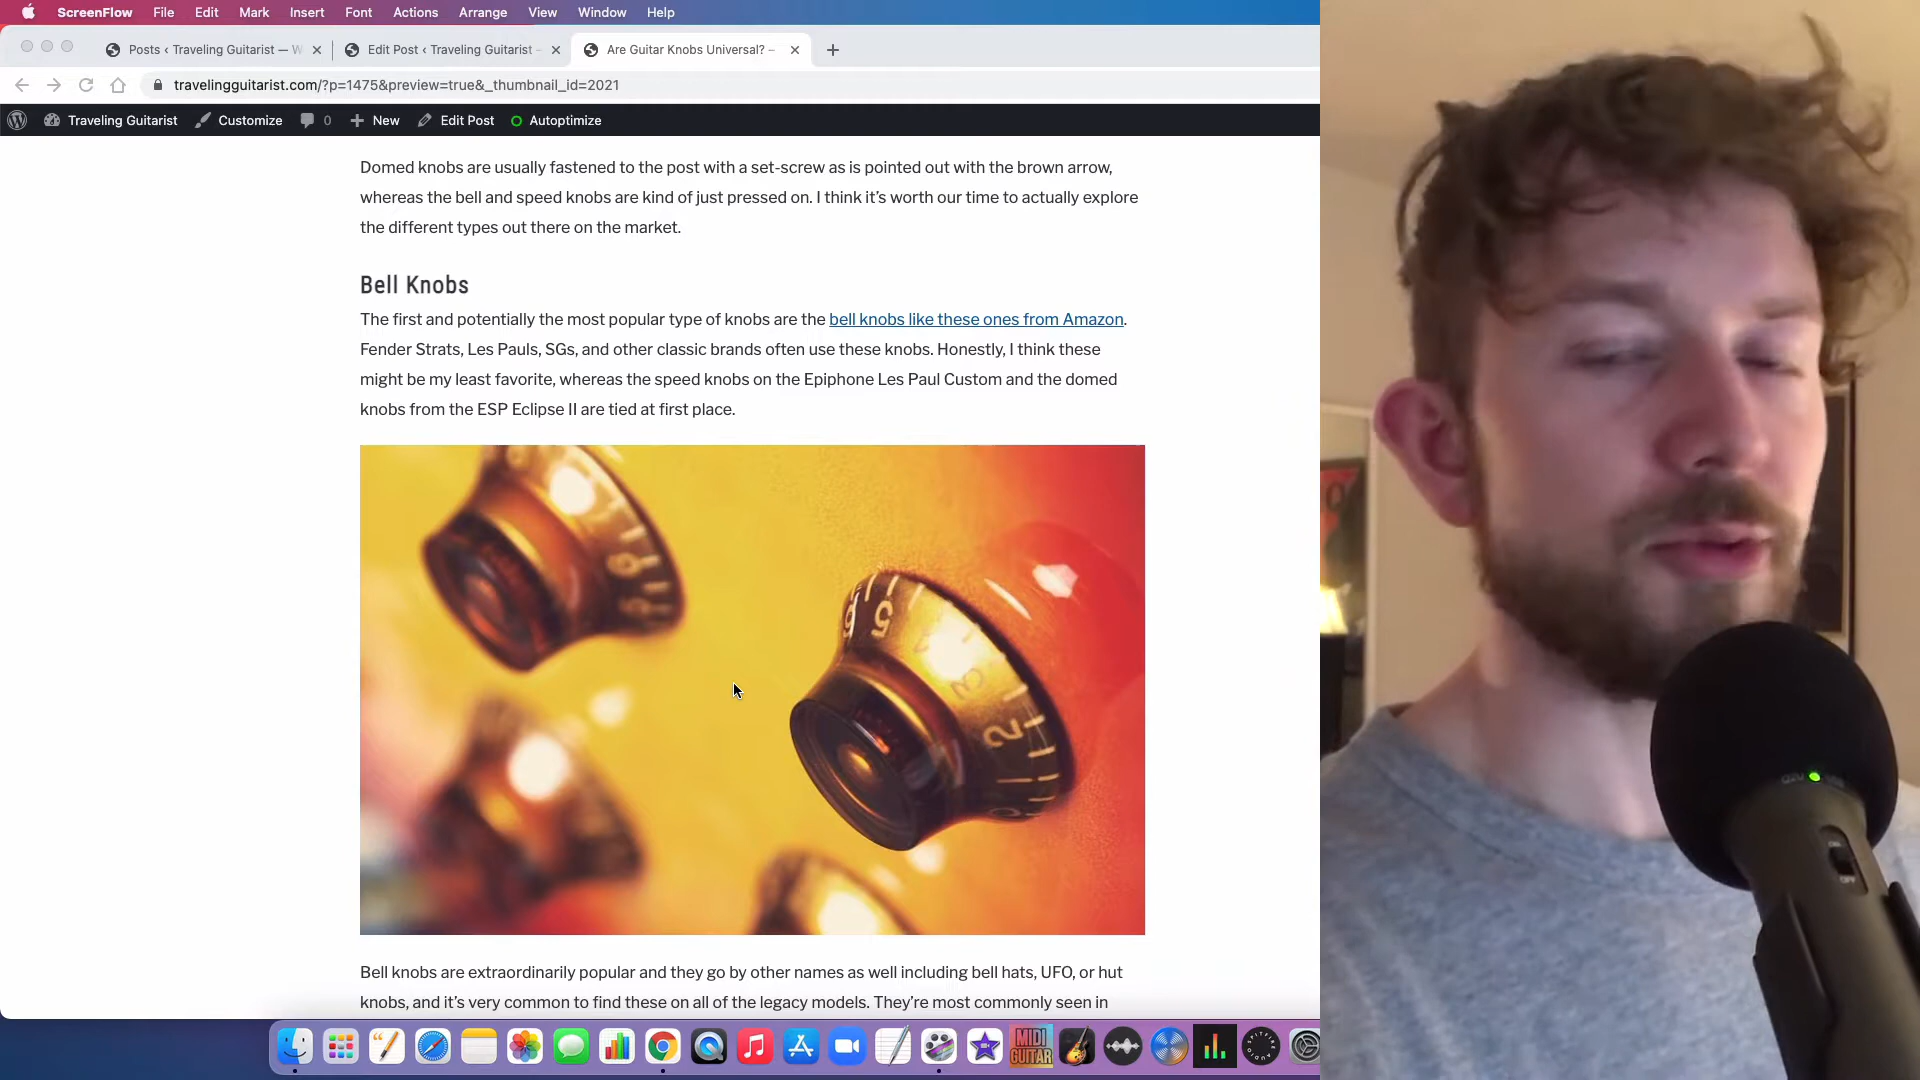 ScreenFlow File Edit Mark Insert Font Actions Arrange View Window Help
Posts ‹ Traveling Guitarist — W
Edit Post ‹ Traveling Guitarist -
Are Guitar Knobs Universal? –
travelingguitarist.com/?p=1475&preview=true&_thumbnail_id=2021
Traveling Guitarist Customize 0 New Edit Post Autoptimize
Domed knobs are usually fastened to the post with a set-screw as is pointed out with the brown arrow,
whereas the bell and speed knobs are kind of just pressed on. I think it's worth our time to actually explore
the different types out there on the market.
Bell Knobs
The first and potentially the most popular type of knobs are the bell knobs like these ones from Amazon.
Fender Strats, Les Pauls, SGs, and other classic brands often use these knobs. Honestly, I think these
might be my least favorite, whereas the speed knobs on the Epiphone Les Paul Custom and the domed
knobs from the ESP Eclipse II are tied at first place.
6 5
3
2
Bell knobs are extraordinarily popular and they go by other names as well including bell hats, UFO, or hut
knobs, and it's very common to find these on all of the legacy models. They're most commonly seen in
MIDI
GUITAR
SPITFIRE AUDIO
ON
OFF